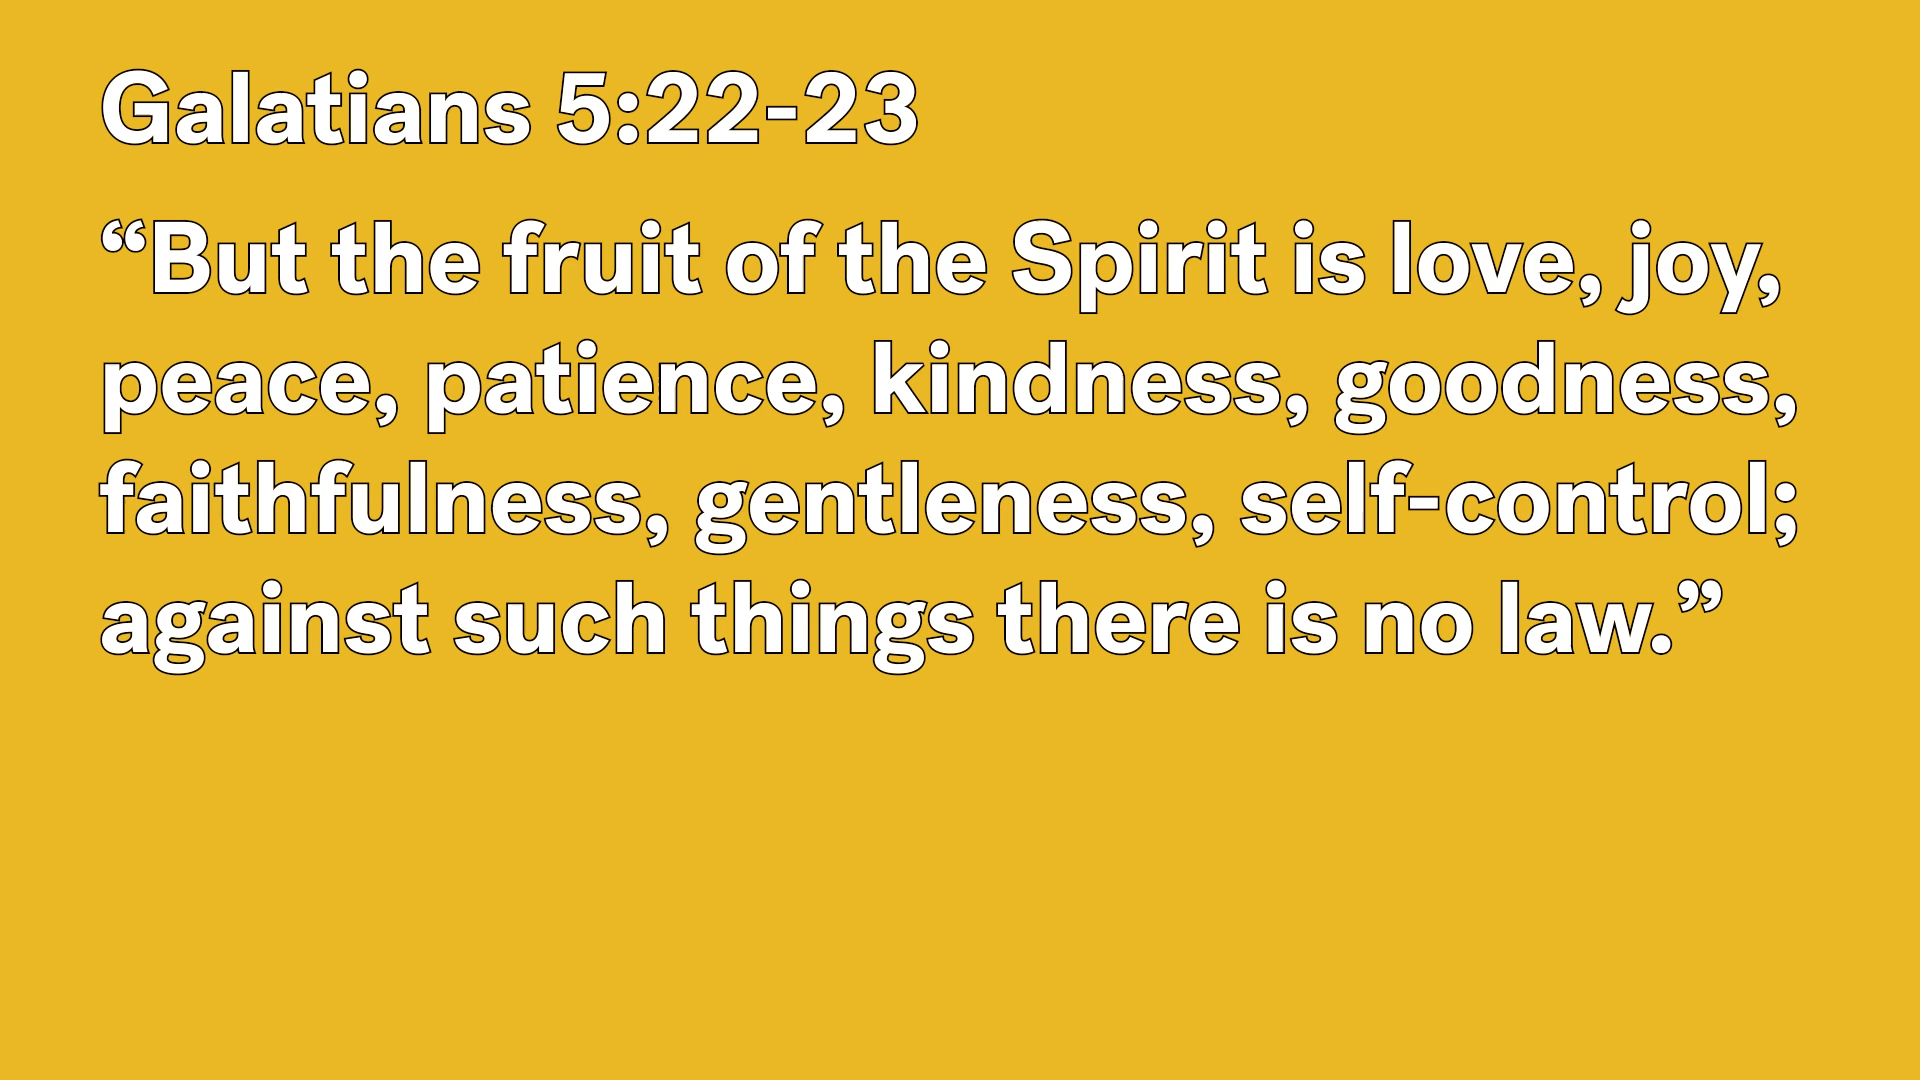 Galatians 5:22-23
“But the fruit of the Spirit is love, joy,
peace, patience, kindness, goodness,
faithfulness, gentleness, self-control;
against such things there is no law.”